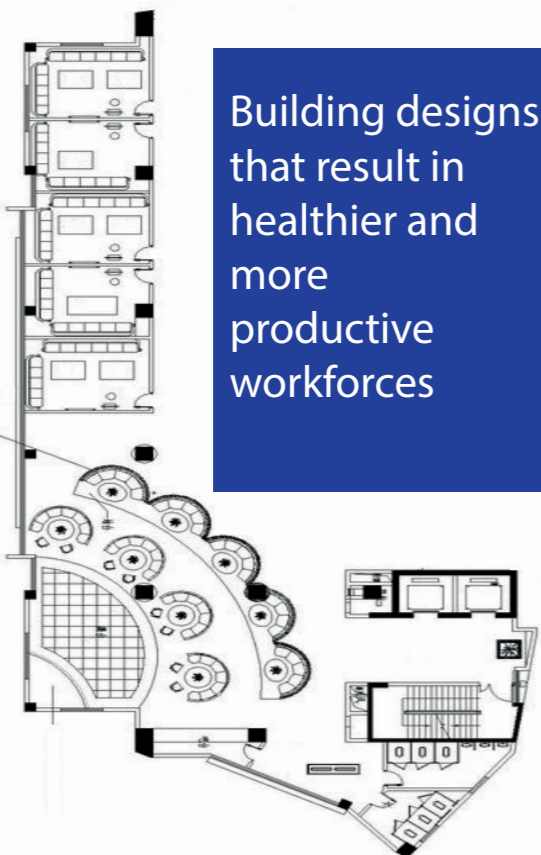 Building designs
that result in
healthier and
more
productive
workforces